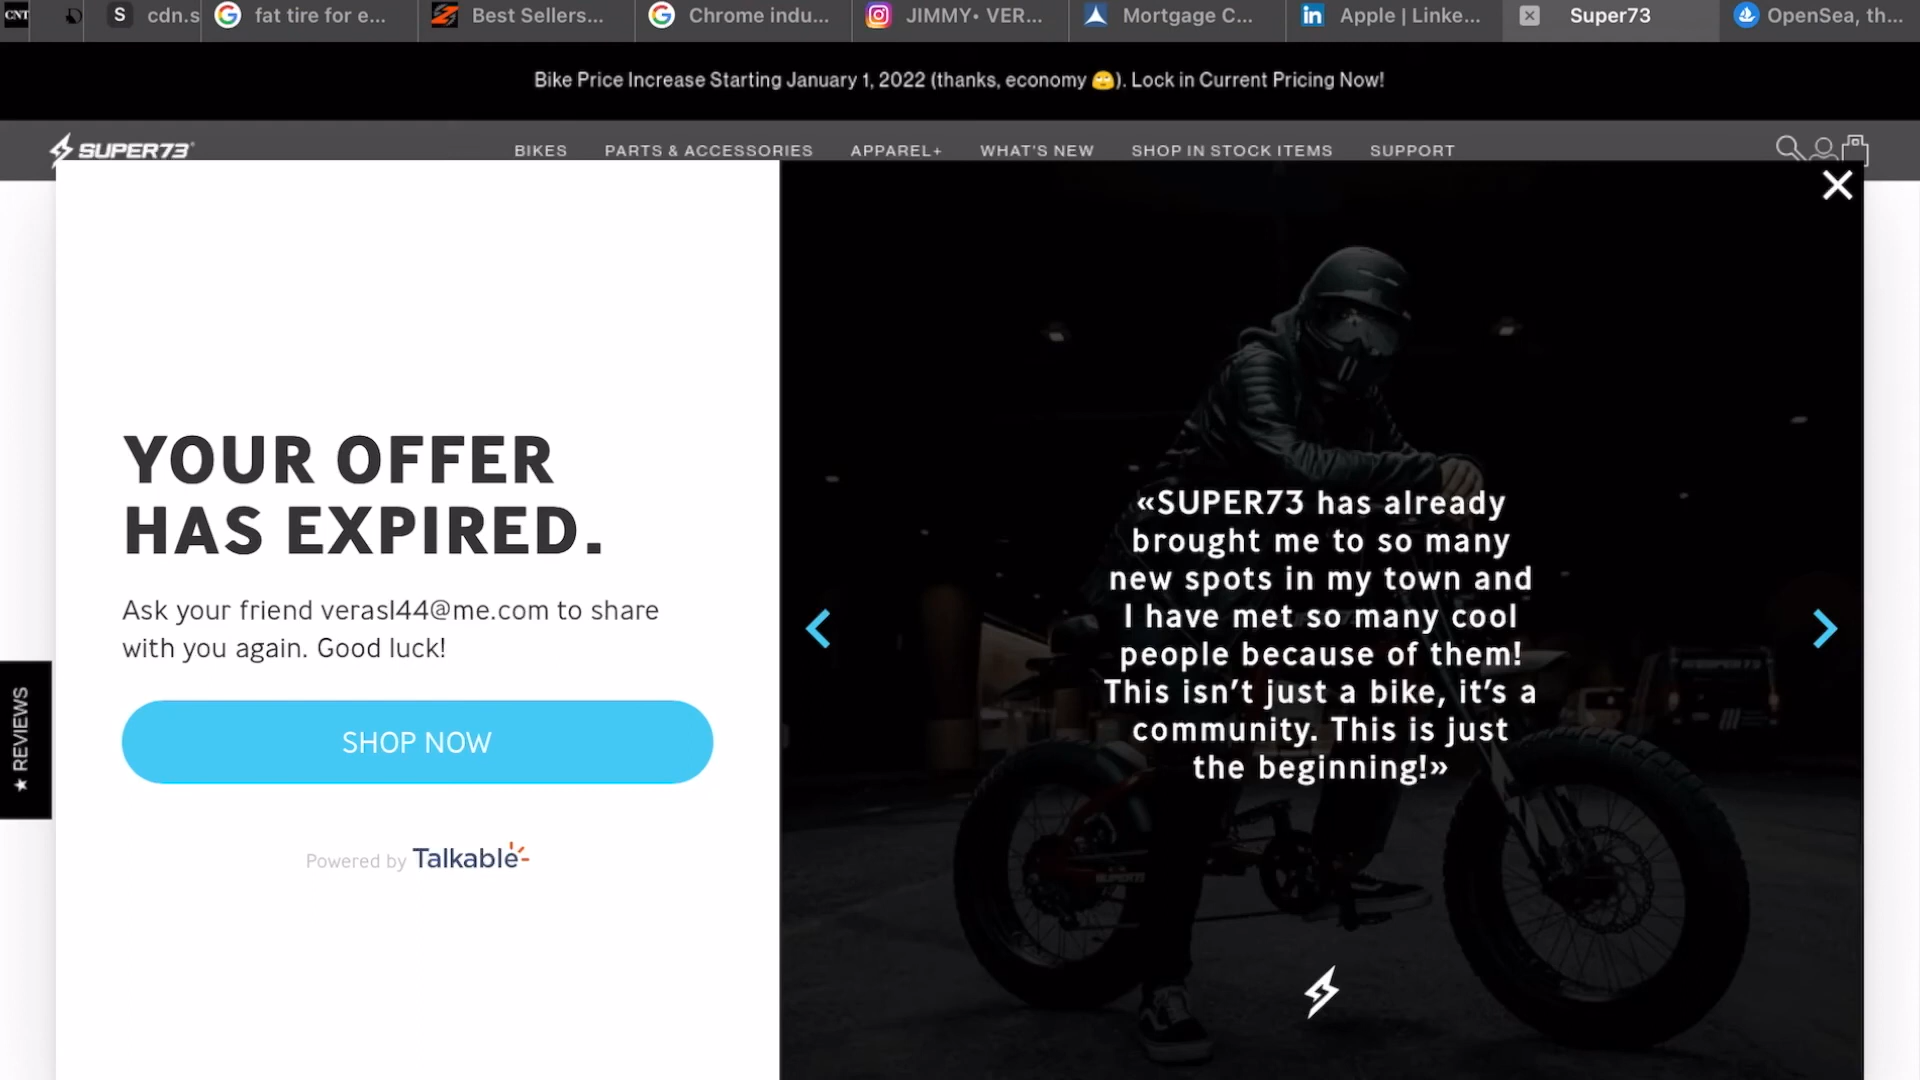 CNT
S cdn.s
fat tire for e...
Best Sellers...
Chrome indu...
JIMMY• VER...
Mortgage C...
Apple | Linke...
Super73
OpenSea, th...
Bike Price Increase Starting January 1, 2022 (thanks, economy 🙄). Lock in Current Pricing Now!
SUPER73
BIKES PARTS & ACCESSORIES APPAREL+ WHAT'S NEW SHOP IN STOCK ITEMS SUPPORT
YOUR OFFER
HAS EXPIRED.
Ask your friend verasl44@me.com to share
with you again. Good luck!
SHOP NOW
Powered by Talkable
★ REVIEWS
«SUPER73 has already
brought me to so many
new spots in my town and
I have met so many cool
people because of them!
This isn’t just a bike, it’s a
community. This is just
the beginning!»
SUPER73